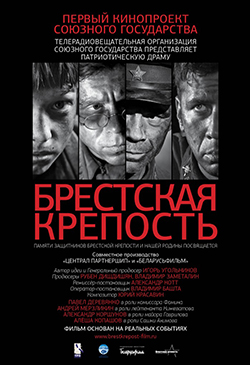 ПЕРВЫЙ КИНОПРОЕКТ
СОЮЗНОГО ГОСУДАРСТВА
ТЕЛЕРАДИОВЕЩАТЕЛЬНАЯ ОРГАНИЗАЦИЯ
СОЮЗНОГО ГОСУДАРСТВА ПРЕДСТАВЛЯЕТ
ПАТРИОТИЧЕСКУЮ ДРАМУ
БРЕСТСКАЯ
КРЕПОСТЬ
ПАМЯТИ ЗАЩИТНИКОВ БРЕСТСКОЙ КРЕПОСТИ И НАШЕЙ РОДИНЫ ПОСВЯЩАЕТСЯ
Совместное производство
«ЦЕНТРАЛ ПАРТНЕРШИП» и «БЕЛАРУСЬФИЛЬМ»
Автор идеи и Генеральный продюсер ИГОРЬ УГОЛЬНИКОВ
Продюсеры РУБЕН ДИШДИШЯН, ВЛАДИМИР ЗАМЕТАЛИН
Режиссёр-постановщик АЛЕКСАНДР КОТТ
Оператор-постановщик ВЛАДИМИР БАШТА
Композитор ЮРИЙ КРАСАВИН
ПАВЕЛ ДЕРЕВЯНКО в роли комиссара Фомина
АНДРЕЙ МЕРЗЛИКИН в роли лейтенанта Кижеватова
АЛЕКСАНДР КОРШУНОВ в роли майора Гаврилова
АЛЕША КОПАШОВ в роли Сашки Акимова
ФИЛЬМ ОСНОВАН НА РЕАЛЬНЫХ СОБЫТИЯХ
www.brestkrepost-film.ru